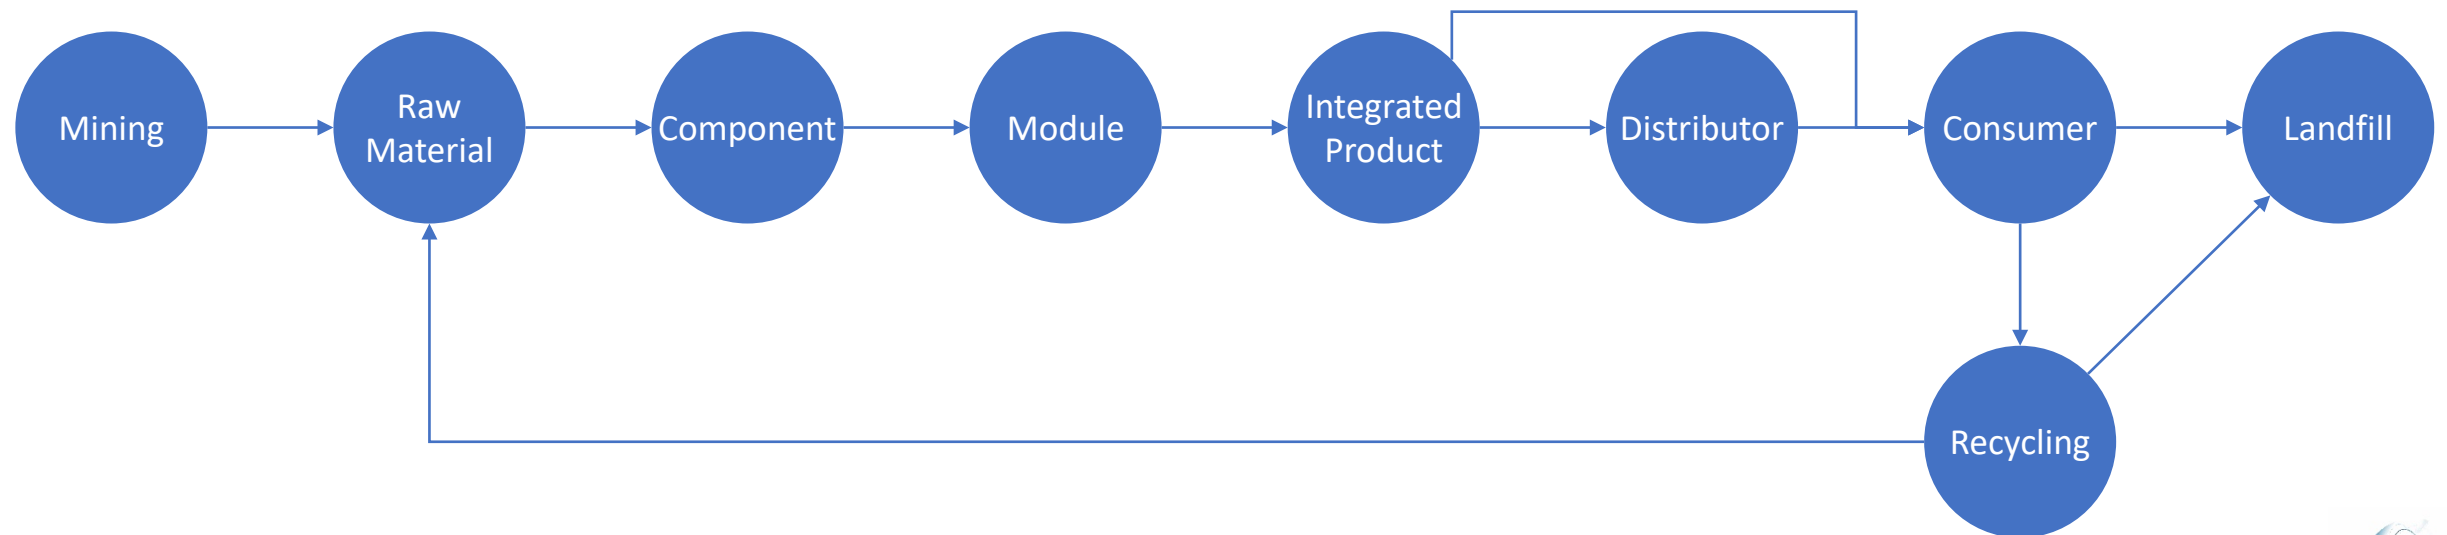 Mining
Raw
Material
Component
Module
Integrated
Product
Distributor
Consumer
Landfill
Recycling